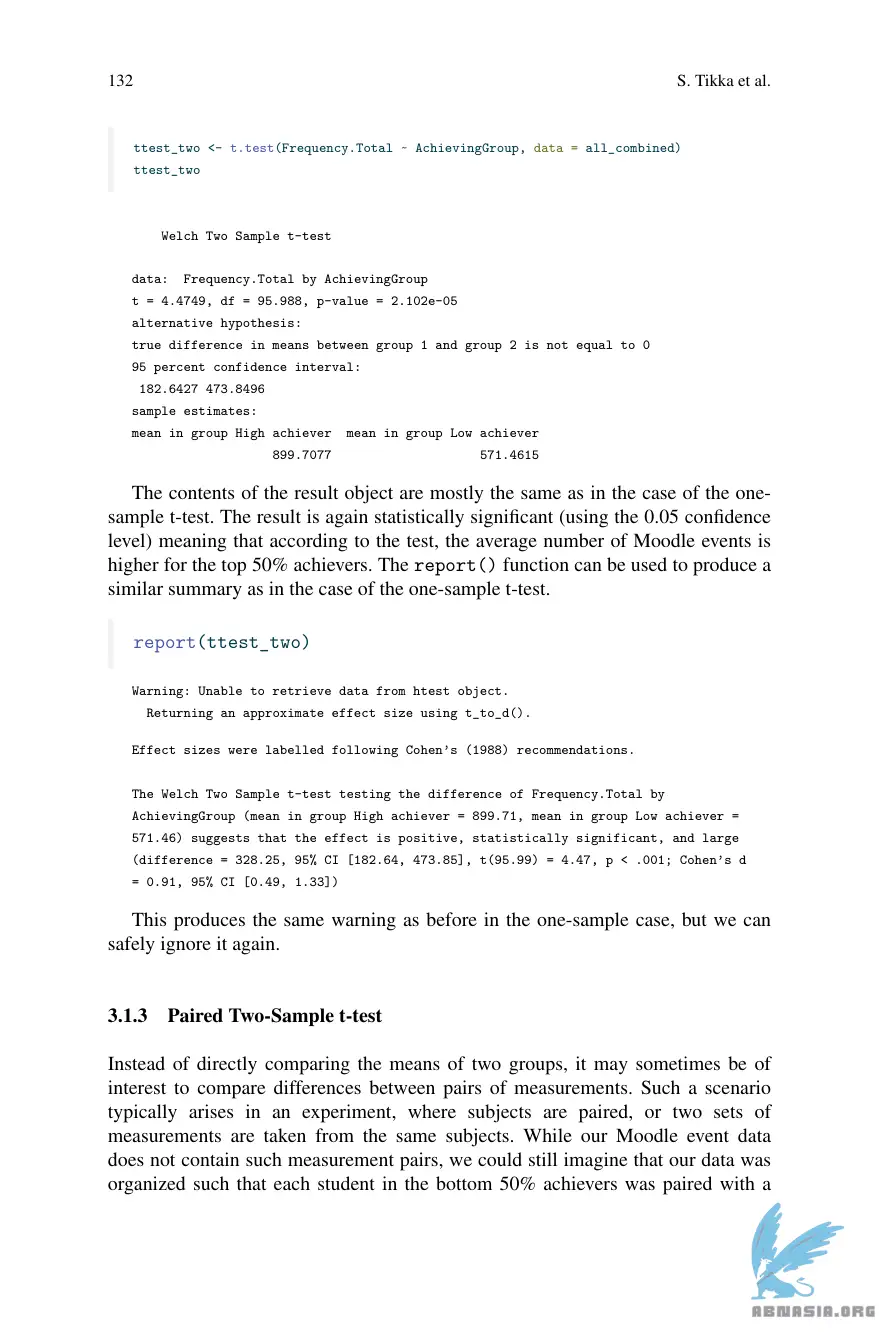 132
S. Tikka et al.
ttest_two <- t.test(Frequency.Total ~ AchievingGroup, data = all_combined)
ttest_two
Welch Two Sample t-test
data:  Frequency.Total by AchievingGroup
t = 4.4749, df = 95.988, p-value = 2.102e-05
alternative hypothesis:
true difference in means between group 1 and group 2 is not equal to 0
95 percent confidence interval:
182.6427 473.8496
sample estimates:
mean in group High achiever  mean in group Low achiever
899.7077 571.4615
The contents of the result object are mostly the same as in the case of the one-
sample t-test. The result is again statistically significant (using the 0.05 confidence
level) meaning that according to the test, the average number of Moodle events is
higher for the top 50% achievers. The report() function can be used to produce a
similar summary as in the case of the one-sample t-test.
report(ttest_two)
Warning: Unable to retrieve data from htest object.
Returning an approximate effect size using t_to_d().
Effect sizes were labelled following Cohen's (1988) recommendations.
The Welch Two Sample t-test testing the difference of Frequency.Total by
AchievingGroup (mean in group High achiever = 899.71, mean in group Low achiever =
571.46) suggests that the effect is positive, statistically significant, and large
(difference = 328.25, 95% CI [182.64, 473.85], t(95.99) = 4.47, p < .001; Cohen's d
= 0.91, 95% CI [0.49, 1.33])
This produces the same warning as before in the one-sample case, but we can
safely ignore it again.
3.1.3 Paired Two-Sample t-test
Instead of directly comparing the means of two groups, it may sometimes be of
interest to compare differences between pairs of measurements. Such a scenario
typically arises in an experiment, where subjects are paired, or two sets of
measurements are taken from the same subjects. While our Moodle event data
does not contain such measurement pairs, we could still imagine that our data was
organized such that each student in the bottom 50% achievers was paired with a
ABNASIA.ORG